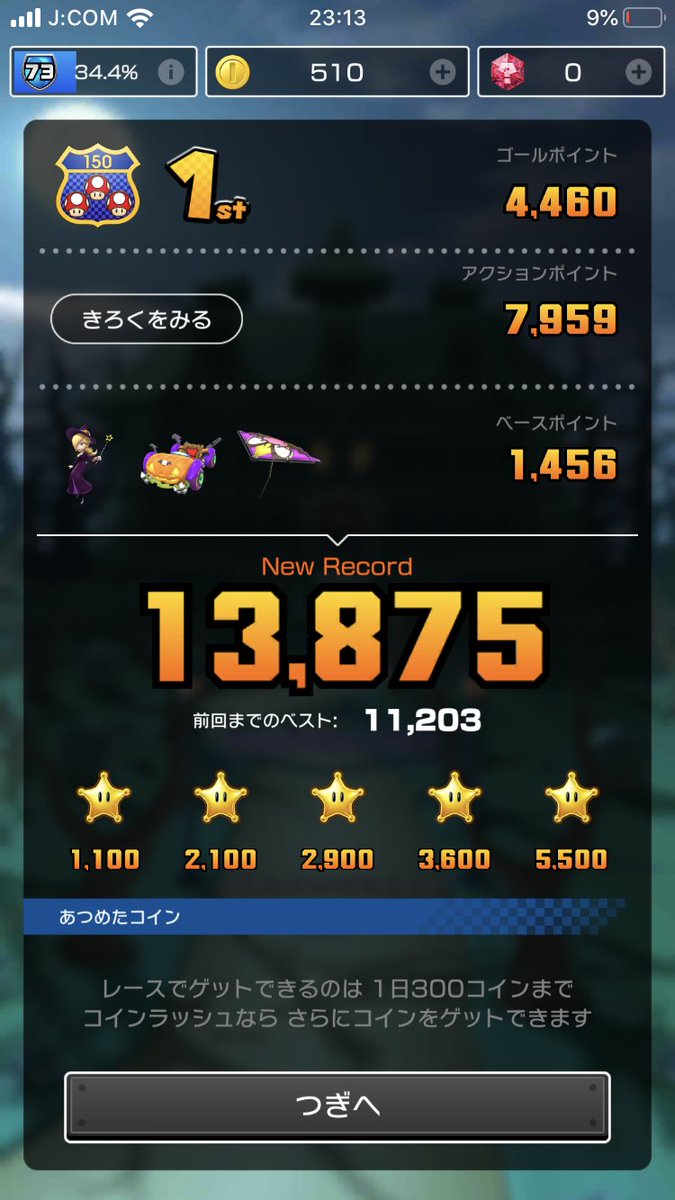 J:COM 23:13 9%
73 34.4% i 510 + ? 0 +
150 1st ゴールポイント
4,460
アクションポイント
きろくをみる 7,959
ベースポイント
1,456
New Record
13,875
前回までのベスト: 11,203
1,100 2,100 2,900 3,600 5,500
あつめたコイン
レースでゲットできるのは 1日300コインまで
コインラッシュなら さらにコインをゲットできます
つぎへ